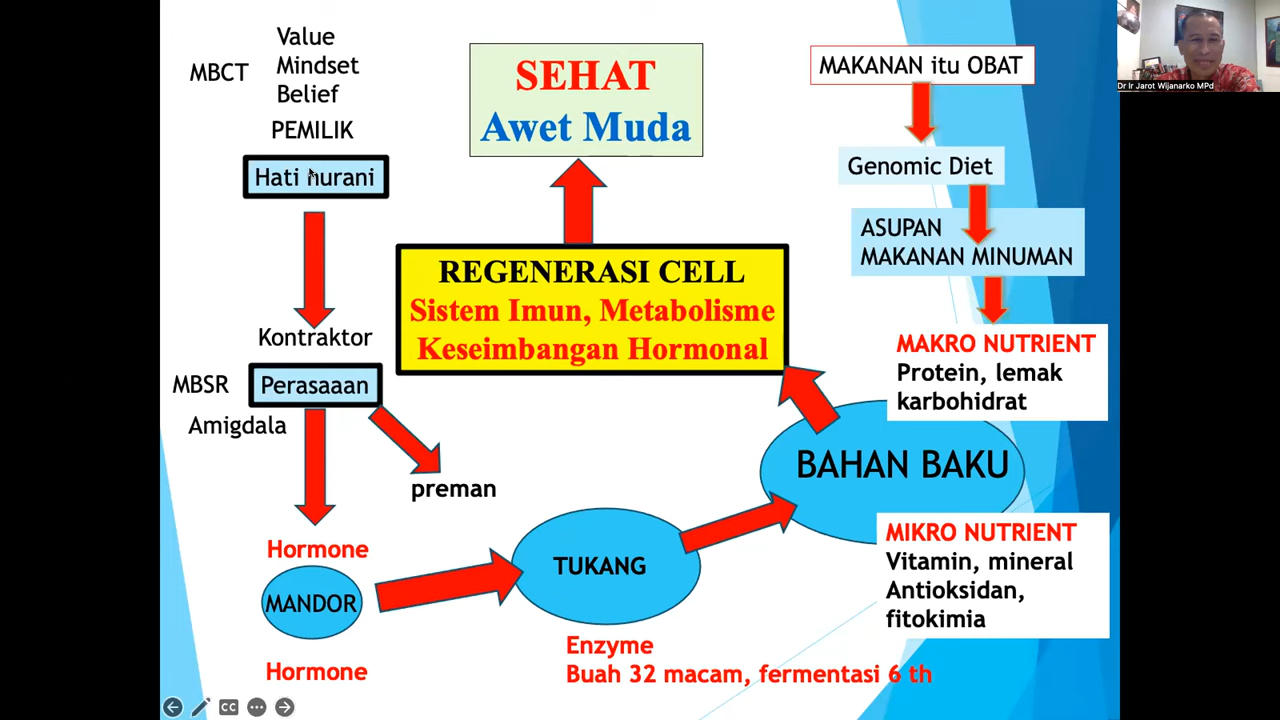 MBCT
Value
Mindset
Belief
PEMILIK
Hati nurani
Kontraktor
MBSR
Perasaaan
Amigdala
preman
Hormone
MANDOR
Hormone
SEHAT
Awet Muda
REGENERASI CELL
Sistem Imun, Metabolisme
Keseimbangan Hormonal
TUKANG
Enzyme
Buah 32 macam, fermentasi 6 th
MAKANAN itu OBAT
Genomic Diet
ASUPAN
MAKANAN MINUMAN
MAKRO NUTRIENT
Protein, lemak
karbohidrat
BAHAN BAKU
MIKRO NUTRIENT
Vitamin, mineral
Antioksidan,
fitokimia
Dr Ir Jarot Wijanarko MPd
CC